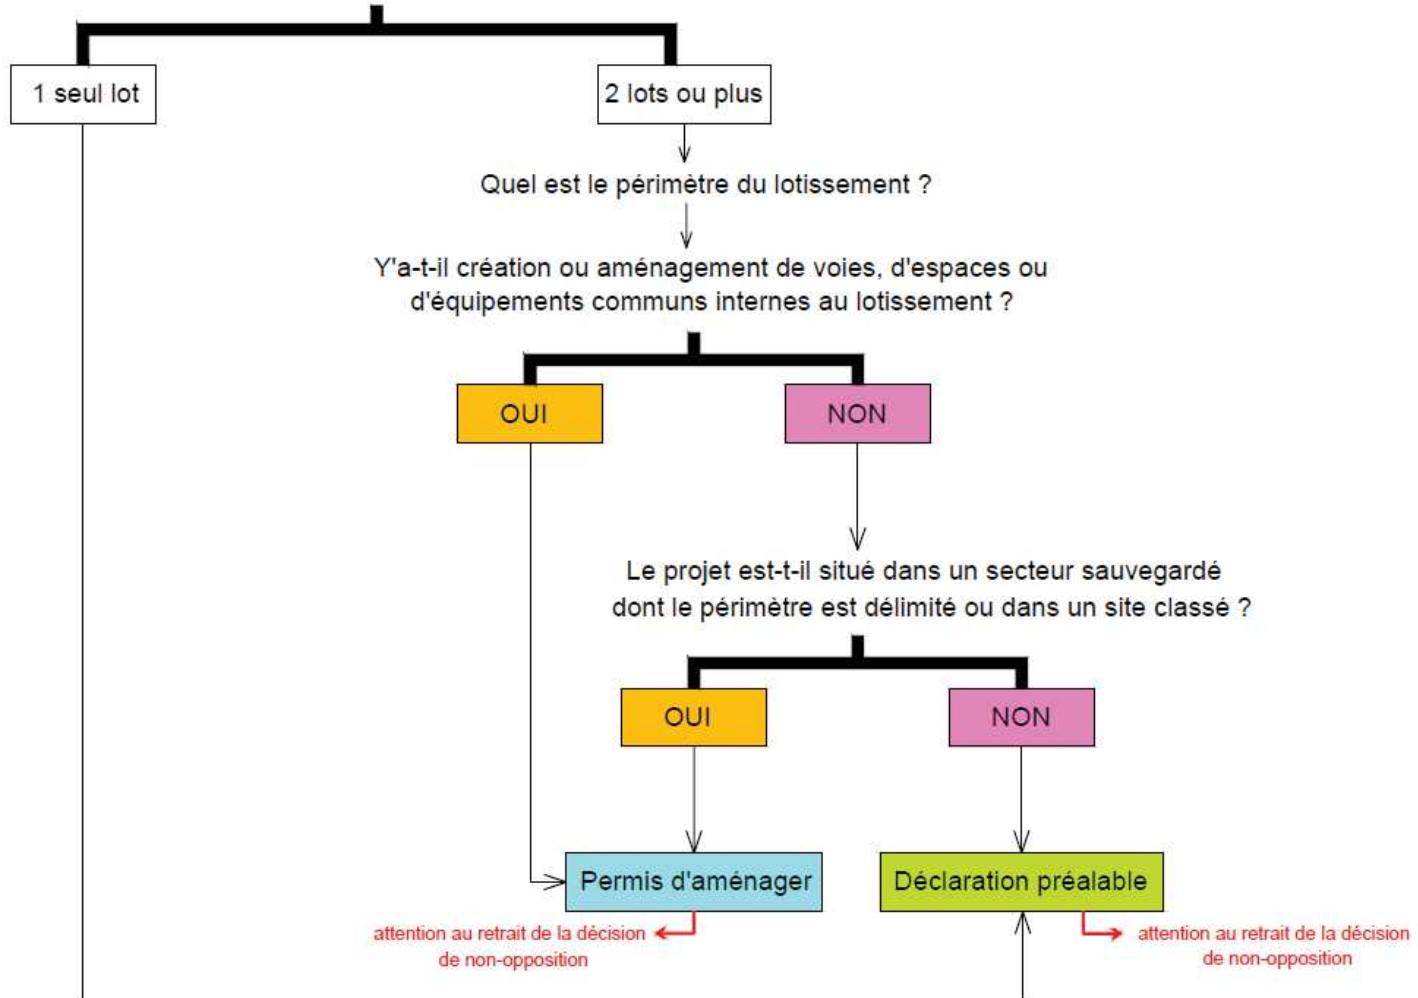 1 seul lot
2 lots ou plus
Quel est le périmètre du lotissement ?
Y'a-t-il création ou aménagement de voies, d'espaces ou
d'équipements communs internes au lotissement ?
OUI
NON
Le projet est-t-il situé dans un secteur sauvegardé
dont le périmètre est délimité ou dans un site classé ?
OUI
NON
Permis d'aménager
Déclaration préalable
attention au retrait de la décision
de non-opposition
attention au retrait de la décision
de non-opposition